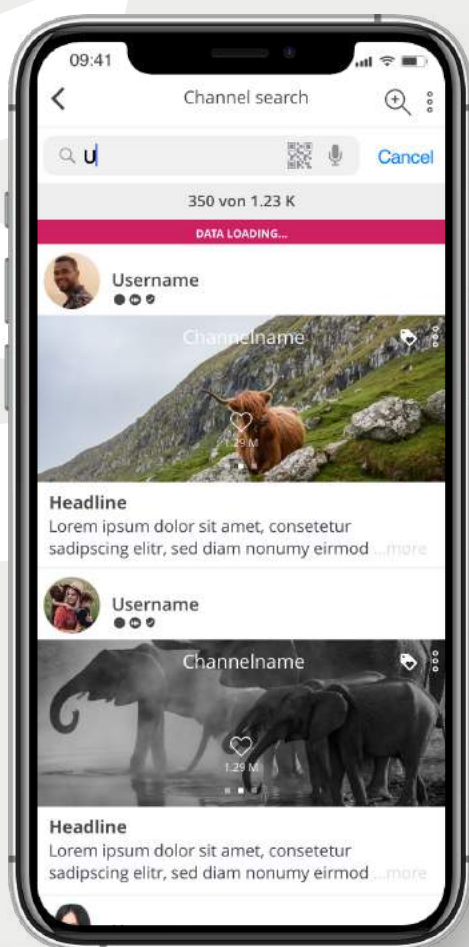 09:41
Channel search
U
Cancel
350 von 1.23 K
DATA LOADING...
Username
Channelname
1.29 M
Headline
Lorem ipsum dolor sit amet, consetetur
sadipscing elitr, sed diam nonumy eirmod ...more
Username
Channelname
1.29 M
Headline
Lorem ipsum dolor sit amet, consetetur
sadipscing elitr, sed diam nonumy eirmod ...more